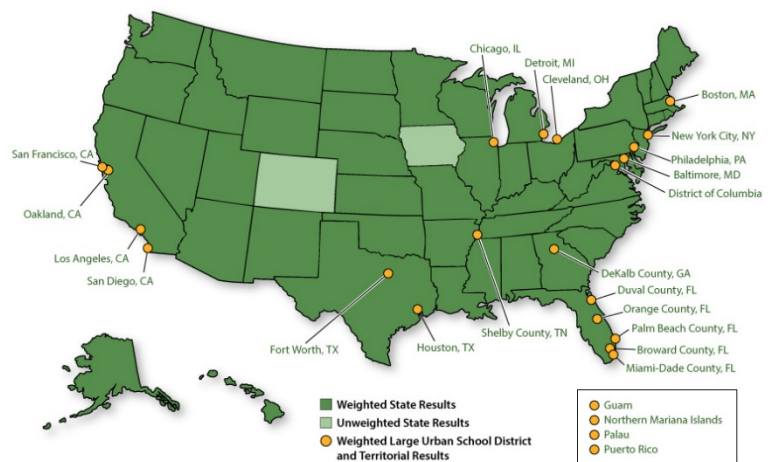 Chicago, IL
Detroit, MI
Cleveland, OH
Boston, MA
New York City, NY
Philadelphia, PA
Baltimore, MD
District of Columbia
San Francisco, CA
Oakland, CA
Los Angeles, CA
San Diego, CA
DeKalb County, GA
Duval County, FL
Orange County, FL
Palm Beach County, FL
Broward County, FL
Miami-Dade County, FL
Shelby County, TN
Fort Worth, TX
Houston, TX
Weighted State Results
Unweighted State Results
Weighted Large Urban School District
and Territorial Results
Guam
Northern Mariana Islands
Palau
Puerto Rico